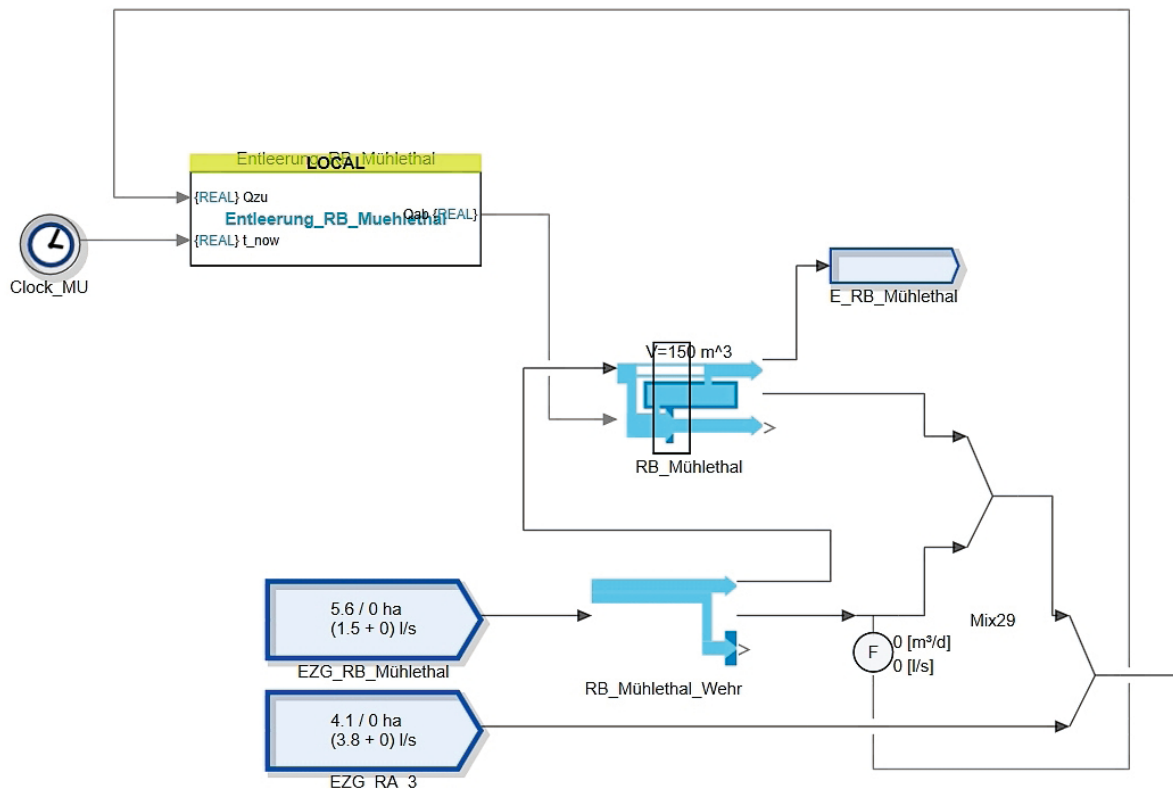 Entleerung_RB_Mühlethal
LOCAL
{REAL} Qzu
Qab {REAL}
Entleerung_RB_Muehlethal
{REAL} t_now
Clock_MU
E_RB_Mühlethal
V=150 m^3
RB_Mühlethal
5.6 / 0 ha
(1.5 + 0) l/s
EZG_RB_Mühlethal
RB_Mühlethal_Wehr
Mix29
F
0 [m³/d]
0 [l/s]
4.1 / 0 ha
(3.8 + 0) l/s
EZG_RA_3